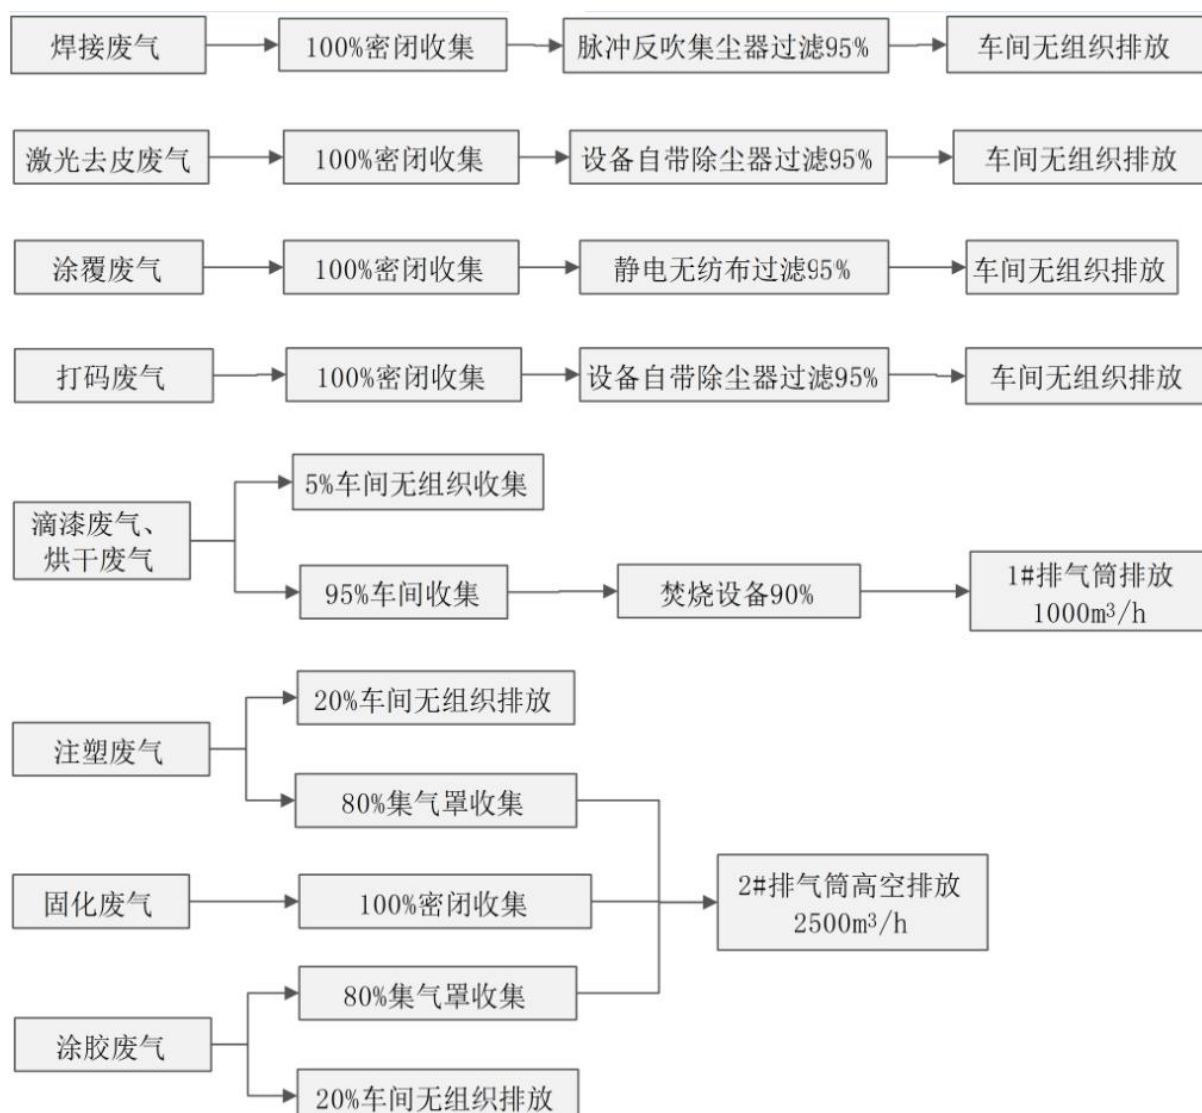 焊接废气
100%密闭收集
脉冲反吹集尘器过滤95%
车间无组织排放
激光去皮废气
100%密闭收集
设备自带除尘器过滤95%
车间无组织排放
涂覆废气
100%密闭收集
静电无纺布过滤95%
车间无组织排放
打码废气
100%密闭收集
设备自带除尘器过滤95%
车间无组织排放
滴漆废气、
烘干废气
5%车间无组织收集
95%车间收集
焚烧设备90%
1#排气筒排放
1000m³/h
注塑废气
20%车间无组织排放
80%集气罩收集
固化废气
100%密闭收集
2#排气筒高空排放
2500m³/h
涂胶废气
80%集气罩收集
20%车间无组织排放